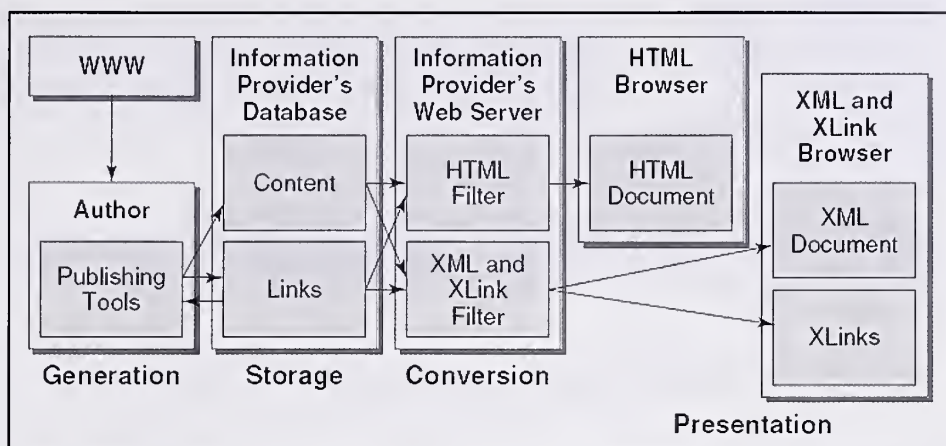 WWW
Author
Publishing
Tools
Generation
Information
Provider's
Database
Content
Links
Storage
Information
Provider's
Web Server
HTML
Filter
XML and
XLink
Filter
Conversion
HTML
Browser
HTML
Document
XML and
XLink
Browser
XML
Document
XLinks
Presentation